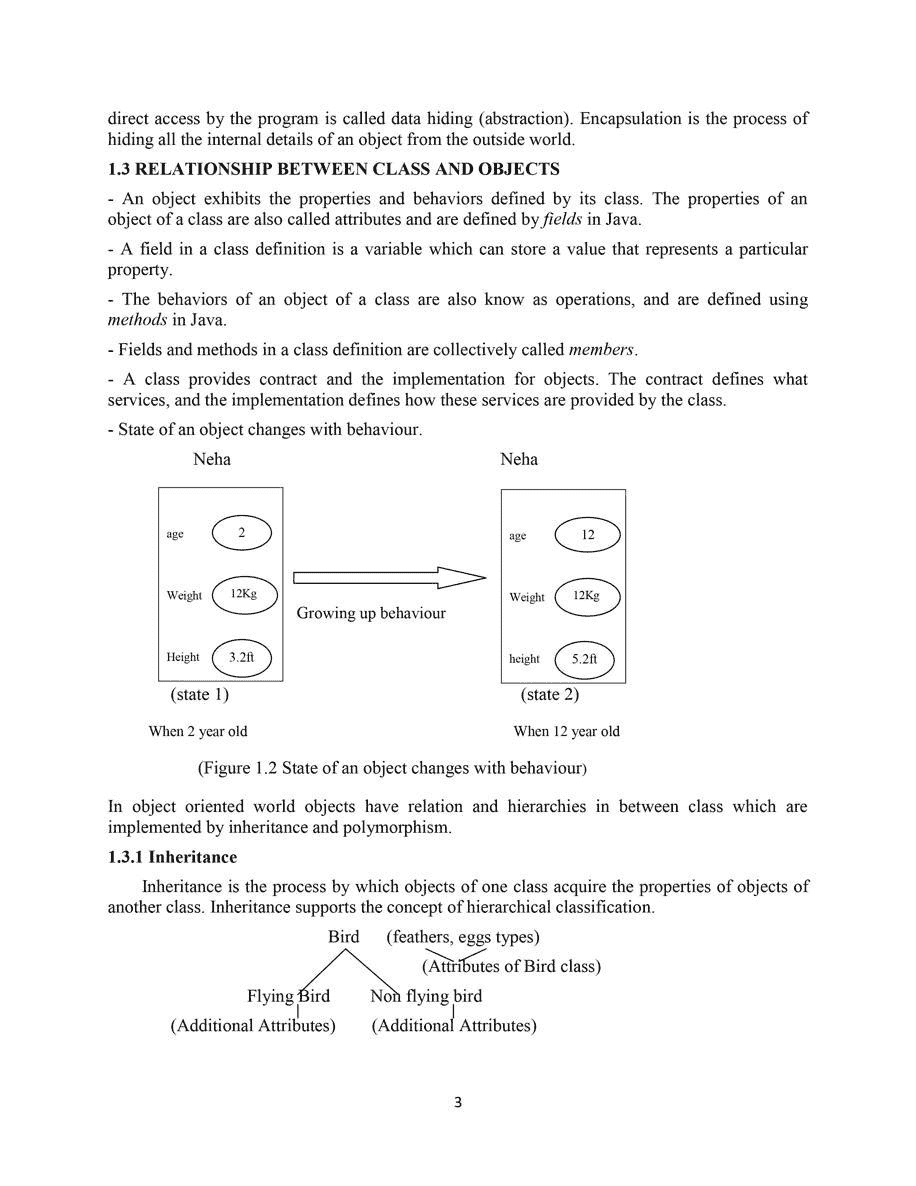 direct access by the program is called data hiding (abstraction). Encapsulation is the process of
hiding all the internal details of an object from the outside world.
1.3 RELATIONSHIP BETWEEN CLASS AND OBJECTS
- An object exhibits the properties and behaviors defined by its class. The properties of an
object of a class are also called attributes and are defined by fields in Java.
- A field in a class definition is a variable which can store a value that represents a particular
property.
- The behaviors of an object of a class are also know as operations, and are defined using
methods in Java.
- Fields and methods in a class definition are collectively called members.
- A class provides contract and the implementation for objects. The contract defines what
services, and the implementation defines how these services are provided by the class.
- State of an object changes with behaviour.
Neha Neha
age 2 age 12
Weight 12Kg Weight 12Kg
Growing up behaviour
Height 3.2ft height 5.2ft
(state 1) (state 2)
When 2 year old When 12 year old
(Figure 1.2 State of an object changes with behaviour)
In object oriented world objects have relation and hierarchies in between class which are
implemented by inheritance and polymorphism.
1.3.1 Inheritance
Inheritance is the process by which objects of one class acquire the properties of objects of
another class. Inheritance supports the concept of hierarchical classification.
Bird (feathers, eggs types)
(Attributes of Bird class)
Flying Bird Non flying bird
(Additional Attributes) (Additional Attributes)
3